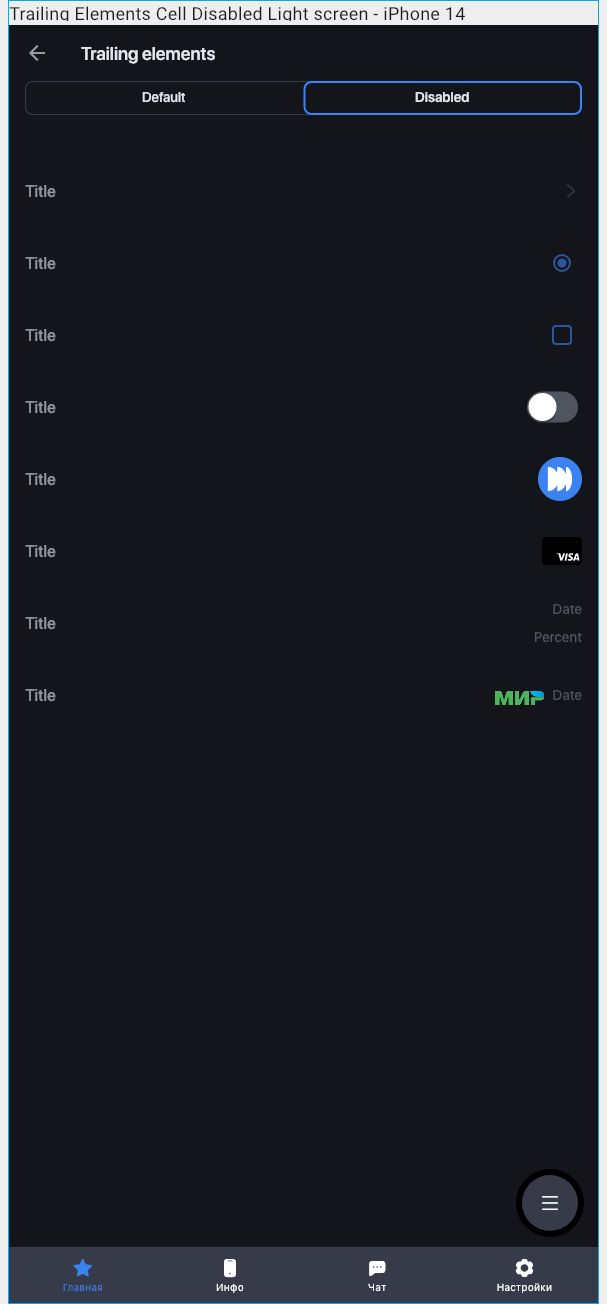 Trailing Elements Cell Disabled Light screen - iPhone 14
Trailing elements
Default
Disabled
Title
Title
Title
Title
Title
Title
VISA
Date
Title
Percent
Title
МИР
Date
Главная
Инфо
Чат
Настройки